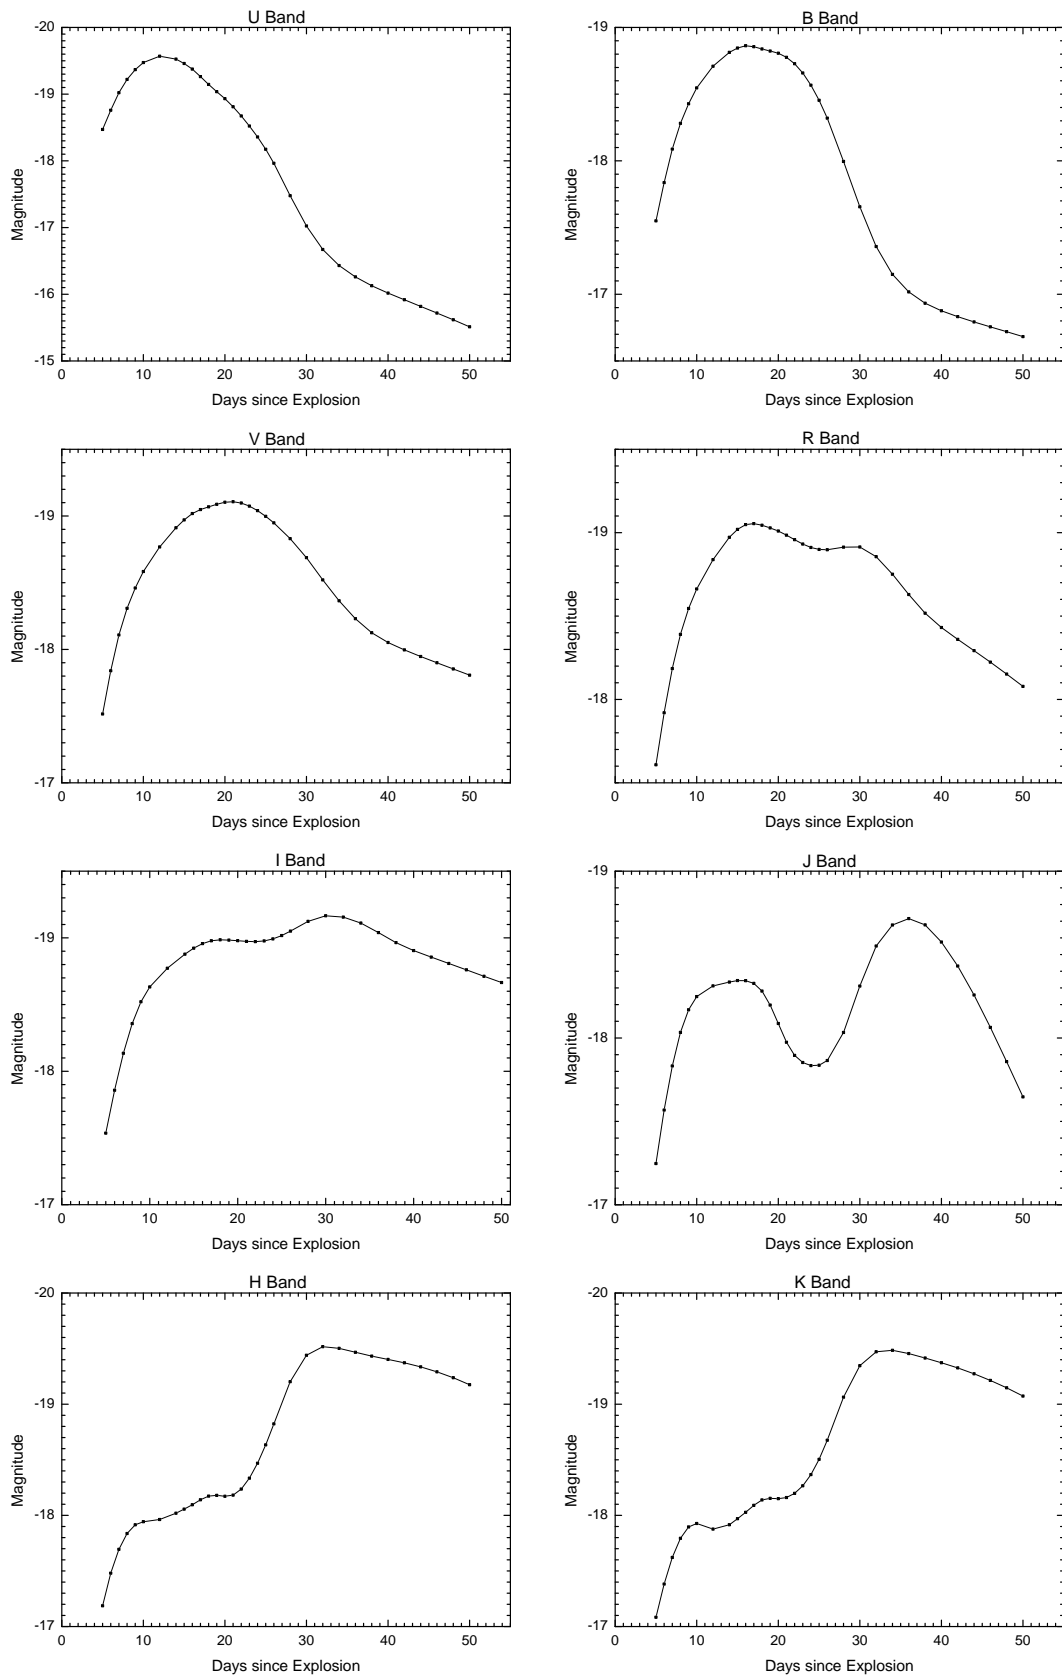 U Band
-20
-19
-18
-17
-16
-15
Magnitude
0 10 20 30 40 50
Days since Explosion
B Band
-19
-18
-17
Magnitude
0 10 20 30 40 50
Days since Explosion
V Band
-19
-18
-17
Magnitude
0 10 20 30 40 50
Days since Explosion
R Band
-19
-18
Magnitude
0 10 20 30 40 50
Days since Explosion
I Band
-19
-18
-17
Magnitude
0 10 20 30 40 50
Days since Explosion
J Band
-19
-18
-17
Magnitude
0 10 20 30 40 50
Days since Explosion
H Band
-20
-19
-18
-17
Magnitude
0 10 20 30 40 50
Days since Explosion
K Band
-20
-19
-18
-17
Magnitude
0 10 20 30 40 50
Days since Explosion